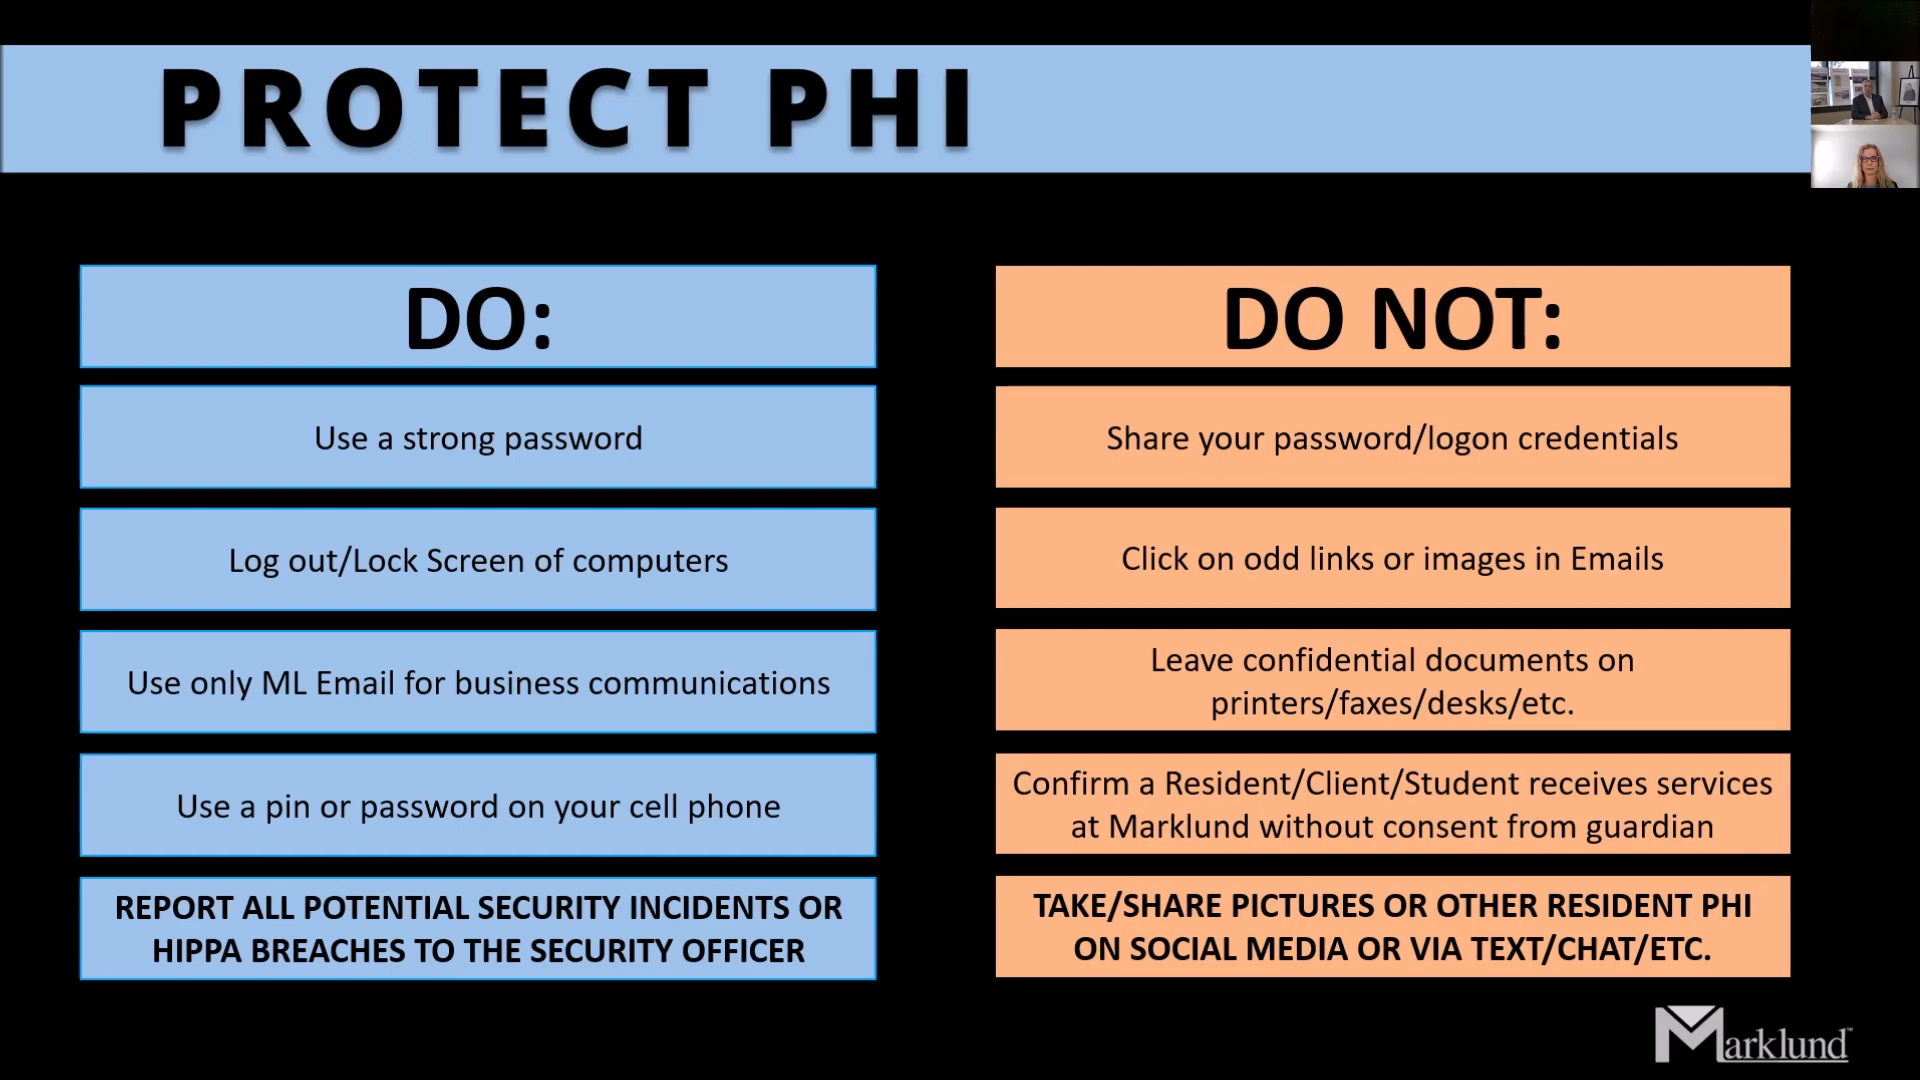 PROTECT PHI
DO:
Use a strong password
Log out/Lock Screen of computers
Use only ML Email for business communications
Use a pin or password on your cell phone
REPORT ALL POTENTIAL SECURITY INCIDENTS OR
HIPPA BREACHES TO THE SECURITY OFFICER
DO NOT:
Share your password/logon credentials
Click on odd links or images in Emails
Leave confidential documents on
printers/faxes/desks/etc.
Confirm a Resident/Client/Student receives services
at Marklund without consent from guardian
TAKE/SHARE PICTURES OR OTHER RESIDENT PHI
ON SOCIAL MEDIA OR VIA TEXT/CHAT/ETC.
Marklund™